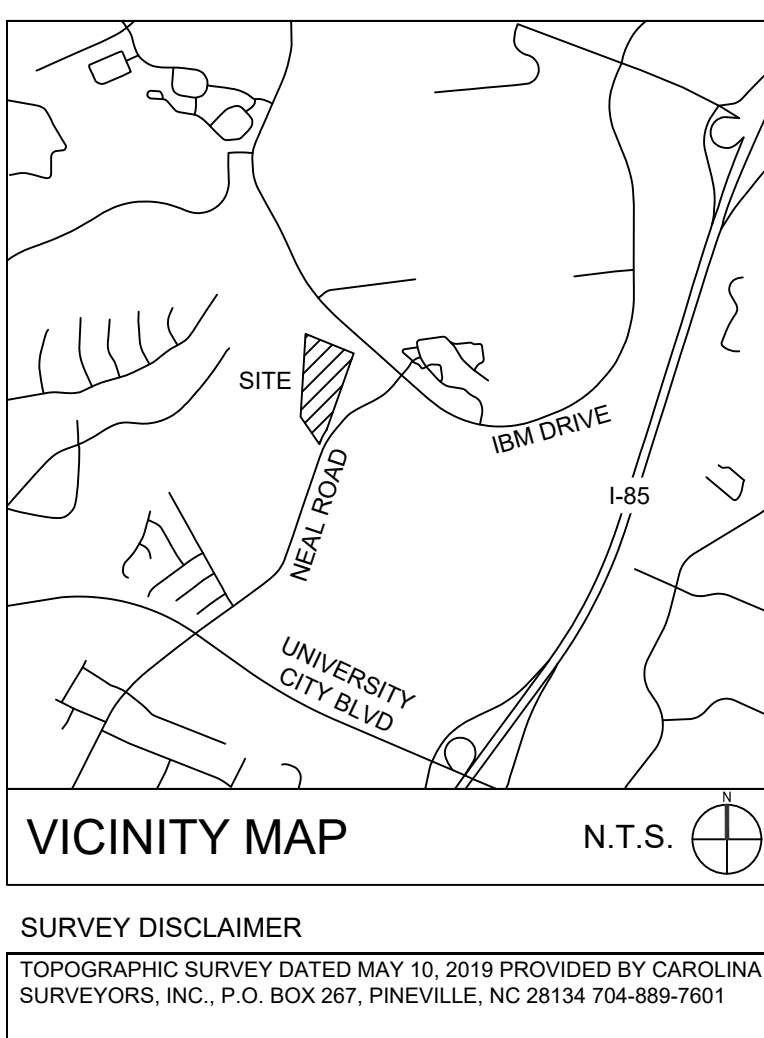 SITE
IBM DRIVE
I-85
NEAL ROAD
UNIVERSITY
CITY BLVD
VICINITY MAP
N.T.S.
N
SURVEY DISCLAIMER
TOPOGRAPHIC SURVEY DATED MAY 10, 2019 PROVIDED BY CAROLINA
SURVEYORS, INC., P.O. BOX 267, PINEVILLE, NC 28134 704-889-7601